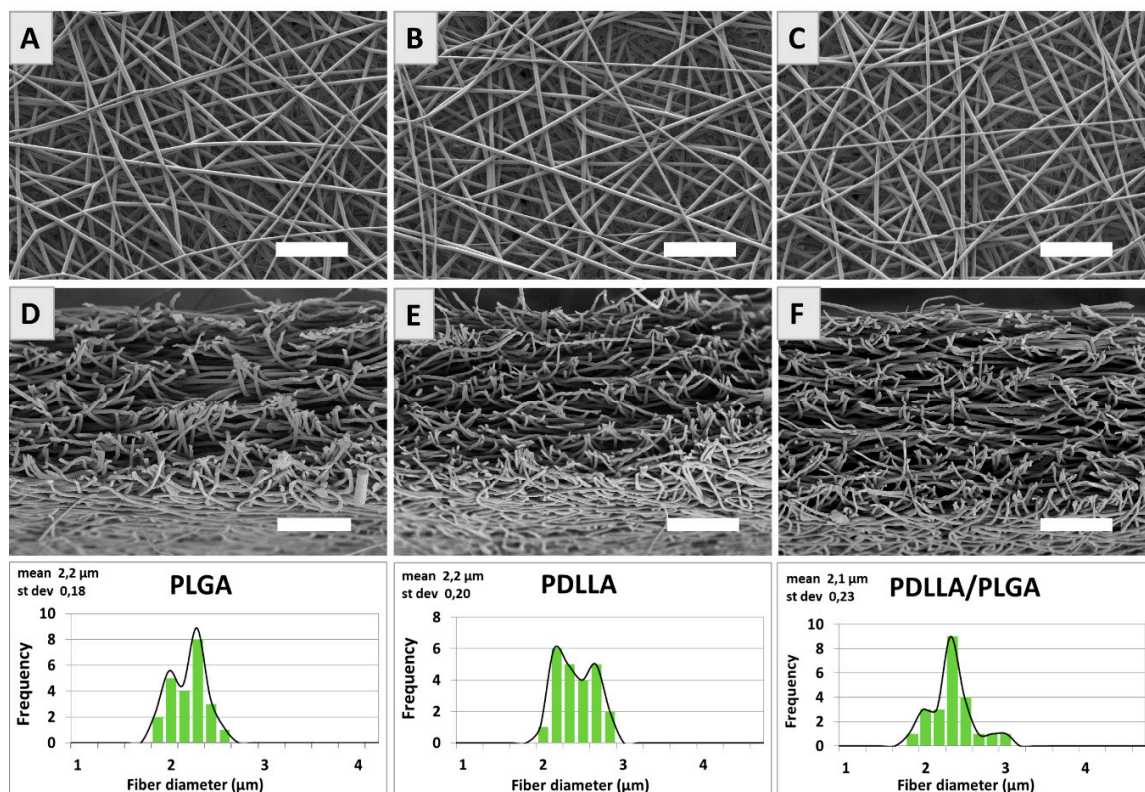 A
B
C
D
E
F
mean 2,2 µm
st dev 0,18
PLGA
10
8
6
4
2
0
Frequency
1 2 3 4
Fiber diameter (µm)
mean 2,2 µm
st dev 0,20
PDLLA
8
6
4
2
0
Frequency
1 2 3 4
Fiber diameter (µm)
mean 2,1 µm
st dev 0,23
PDLLA/PLGA
10
8
6
4
2
0
Frequency
1 2 3 4
Fiber diameter (µm)